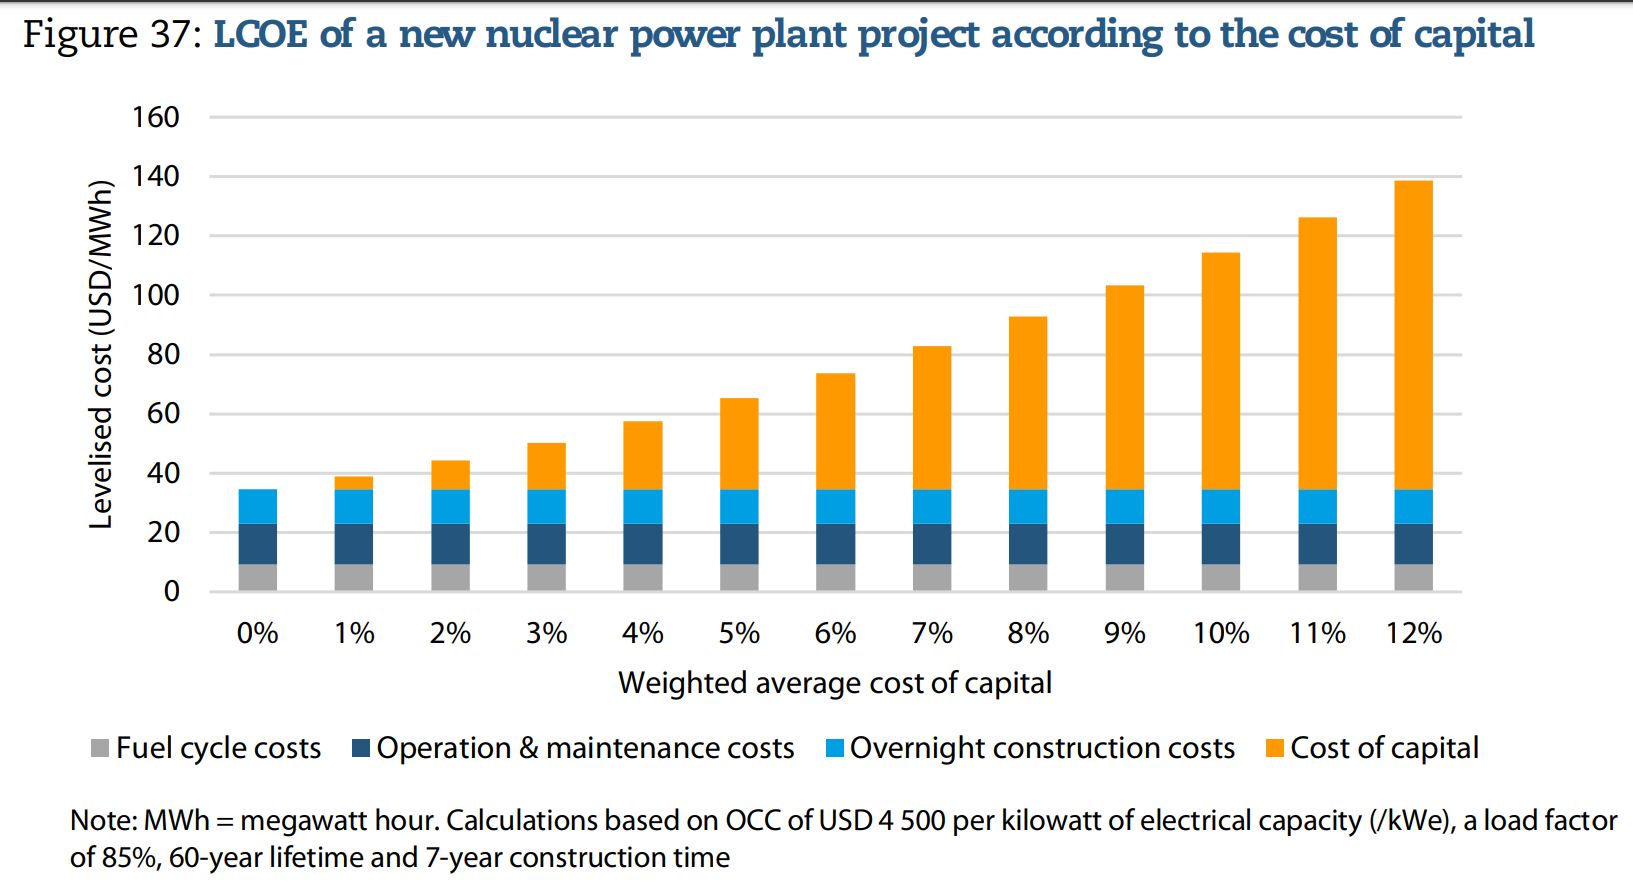 Figure 37: LCOE of a new nuclear power plant project according to the cost of capital
Levelised cost (USD/MWh)
160
140
120
100
80
60
40
20
0
0% 1% 2% 3% 4% 5% 6% 7% 8% 9% 10% 11% 12%
Weighted average cost of capital
Fuel cycle costs Operation & maintenance costs Overnight construction costs Cost of capital
Note: MWh = megawatt hour. Calculations based on OCC of USD 4 500 per kilowatt of electrical capacity (/kWe), a load factor
of 85%, 60-year lifetime and 7-year construction time